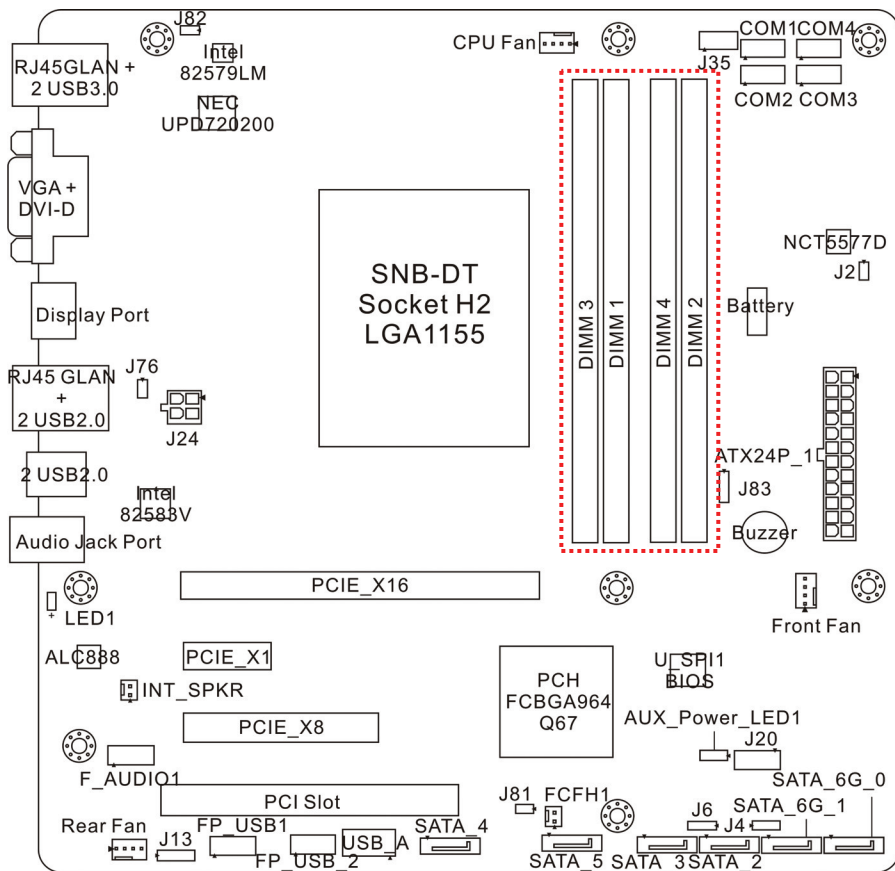 J82
CPU Fan
COM1
COM4
RJ45GLAN +
2 USB3.0
Intel
82579LM
J35
NEC
UPD720200
COM2
COM3
VGA +
DVI-D
NCT5577D
J2
SNB-DT
Socket H2
LGA1155
DIMM 3
DIMM 1
DIMM 4
DIMM 2
Battery
Display Port
J76
RJ45 GLAN
+
2 USB2.0
J24
ATX24P_1
2 USB2.0
J83
Intel
82583V
Buzzer
Audio Jack Port
PCIE_X16
LED1
+
Front Fan
ALC888
PCIE_X1
U_SPI1
BIOS
INT_SPKR
PCH
FCBGA964
Q67
AUX_Power_LED1
PCIE_X8
J20
F_AUDIO1
SATA_6G_0
PCI Slot
J81
FCFH1
J6
SATA_6G_1
Rear Fan
J13
FP_USB1
FP_USB_2
USB_A
SATA_4
J4
SATA_5
SATA_3
SATA_2